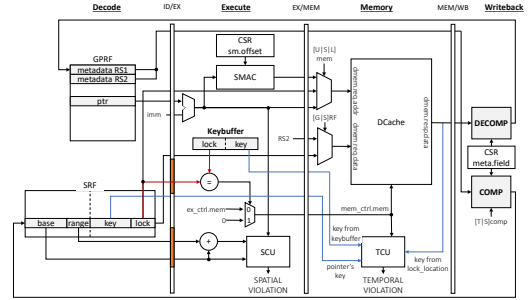 Decode
ID/EX
Execute
EX/MEM
Memory
MEM/WB
Writeback
GPRF
metadata RS1
metadata RS2
ptr
imm
CSR
sm.offset
SMAC
[U|S|L]
mem
[G|S]RF
RS2
dmem.req.addr
dmem.req.data
DCache
dmem.resp.data
DECOMP
CSR
meta.field
COMP
[T|S]comp
Keybuffer
lock key
=
SRF
base range key lock
ex_ctrl.mem
0
0
1
mem_ctrl.mem
+
SCU
key from
keybuffer
pointer's
key
TCU
key from
lock_location
SPATIAL
VIOLATION
TEMPORAL
VIOLATION